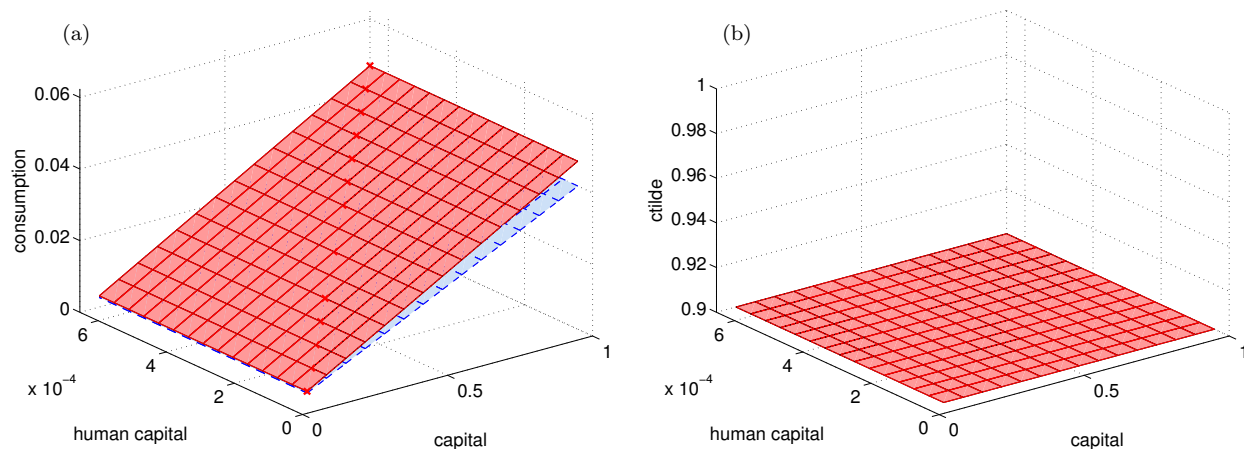 (a)
0.06
0.04
0.02
0
consumption
6
4
2
0
x 10⁻⁴
human capital
0
0.5
1
capital
(b)
1
0.98
0.96
0.94
0.92
0.9
ctilde
6
4
2
0
x 10⁻⁴
human capital
0
0.5
1
capital